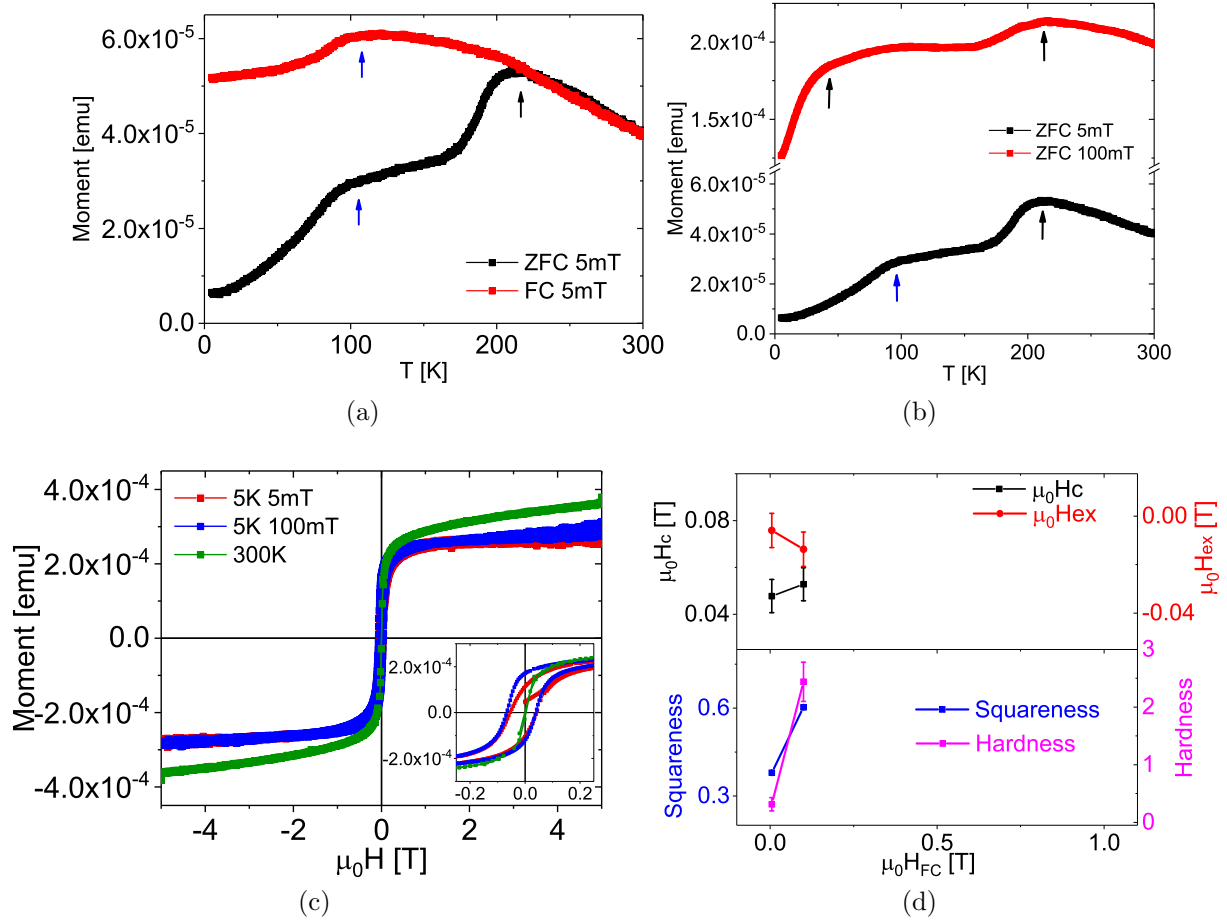 6.0x10⁻⁵
4.0x10⁻⁵
2.0x10⁻⁵
0.0
Moment [emu]
0 100 200 300
T [K]
ZFC 5mT
FC 5mT
(a)
2.0x10⁻⁴
1.5x10⁻⁴
6.0x10⁻⁵
4.0x10⁻⁵
2.0x10⁻⁵
0.0
Moment [emu]
0 100 200 300
T [K]
ZFC 5mT
ZFC 100mT
(b)
4.0x10⁻⁴
2.0x10⁻⁴
0.0
-2.0x10⁻⁴
-4.0x10⁻⁴
Moment [emu]
5K 5mT
5K 100mT
300K
2.0x10⁻⁴
0.0
-2.0x10⁻⁴
-0.2 0.0 0.2
-4 -2 0 2 4
μ₀H [T]
(c)
0.08
0.04
μ₀Hc [T]
μ₀Hc
μ₀Hex
0.00
-0.04
μ₀Hex [T]
0.6
0.3
Squareness
Squareness
Hardness
3
2
1
0
Hardness
0.0 0.5 1.0
μ₀H_FC [T]
(d)